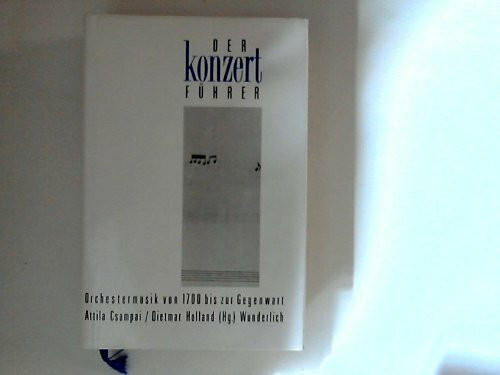 DER
konzert
FÜHRER
Orchestermusik von 1700 bis zur Gegenwart
Attila Csampai / Dietmar Holland (Hg.) Wunderlich